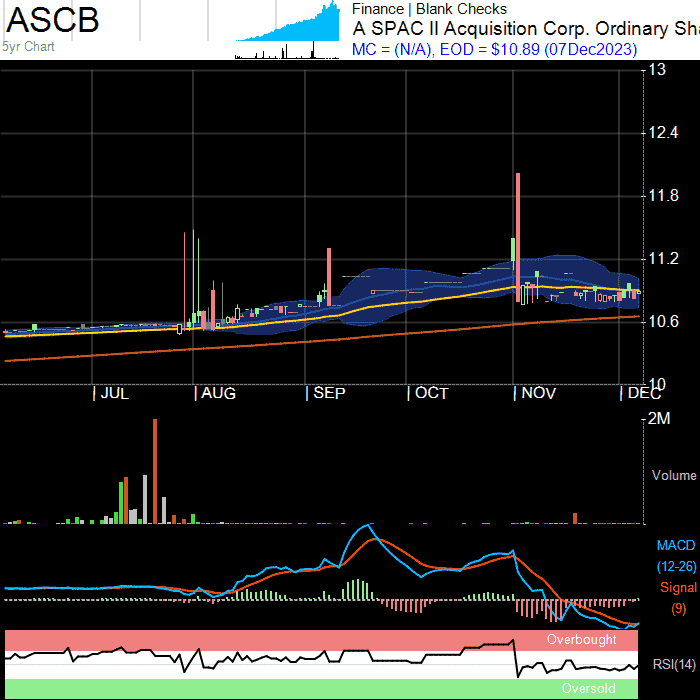 ASCB
5yr Chart
Finance | Blank Checks
A SPAC II Acquisition Corp. Ordinary Sha
MC = (N/A), EOD = $10.89 (07Dec2023)
13
12.4
11.8
11.2
10.6
10
| JUL
| AUG
| SEP
| OCT
| NOV
| DEC
2M
Volume
MACD
(12-26)
Signal
(9)
Overbought
RSI(14)
Oversold